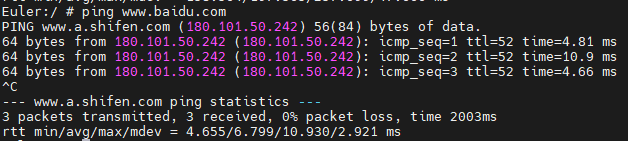 Euler:/ # ping www.baidu.com
PING www.a.shifen.com (180.101.50.242) 56(84) bytes of data.
64 bytes from 180.101.50.242 (180.101.50.242): icmp_seq=1 ttl=52 time=4.81 ms
64 bytes from 180.101.50.242 (180.101.50.242): icmp_seq=2 ttl=52 time=10.9 ms
64 bytes from 180.101.50.242 (180.101.50.242): icmp_seq=3 ttl=52 time=4.66 ms
^C
--- www.a.shifen.com ping statistics ---
3 packets transmitted, 3 received, 0% packet loss, time 2003ms
rtt min/avg/max/mdev = 4.655/6.799/10.930/2.921 ms